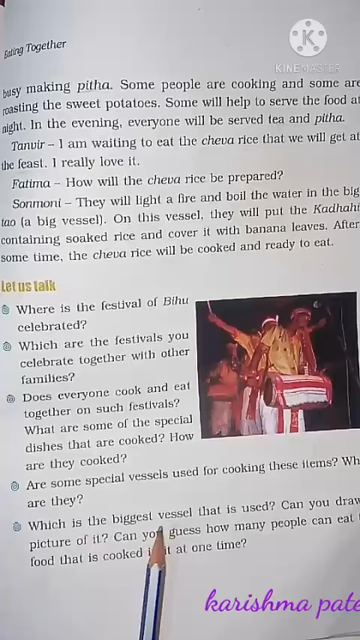 Eating Together
KINEMASTER
busy making pitha. Some people are cooking and some are
roasting the sweet potatoes. Some will help to serve the food at
night. In the evening, everyone will be served tea and pitha.
Tanvir – I am waiting to eat the cheva rice that we will get at
the feast. I really love it.
Fatima – How will the cheva rice be prepared?
Sonmoni – They will light a fire and boil the water in the big
tao (a big vessel). On this vessel, they will put the Kadhahi
containing soaked rice and cover it with banana leaves. After
some time, the cheva rice will be cooked and ready to eat.
Let us talk
Where is the festival of Bihu
celebrated?
Which are the festivals you
celebrate together with other
families?
Does everyone cook and eat
together on such festivals?
What are some of the special
dishes that are cooked? How
are they cooked?
Are some special vessels used for cooking these items? Wh
are they?
Which is the biggest vessel that is used? Can you draw
picture of it? Can you guess how many people can eat
food that is cooked it at one time?
karishma pate